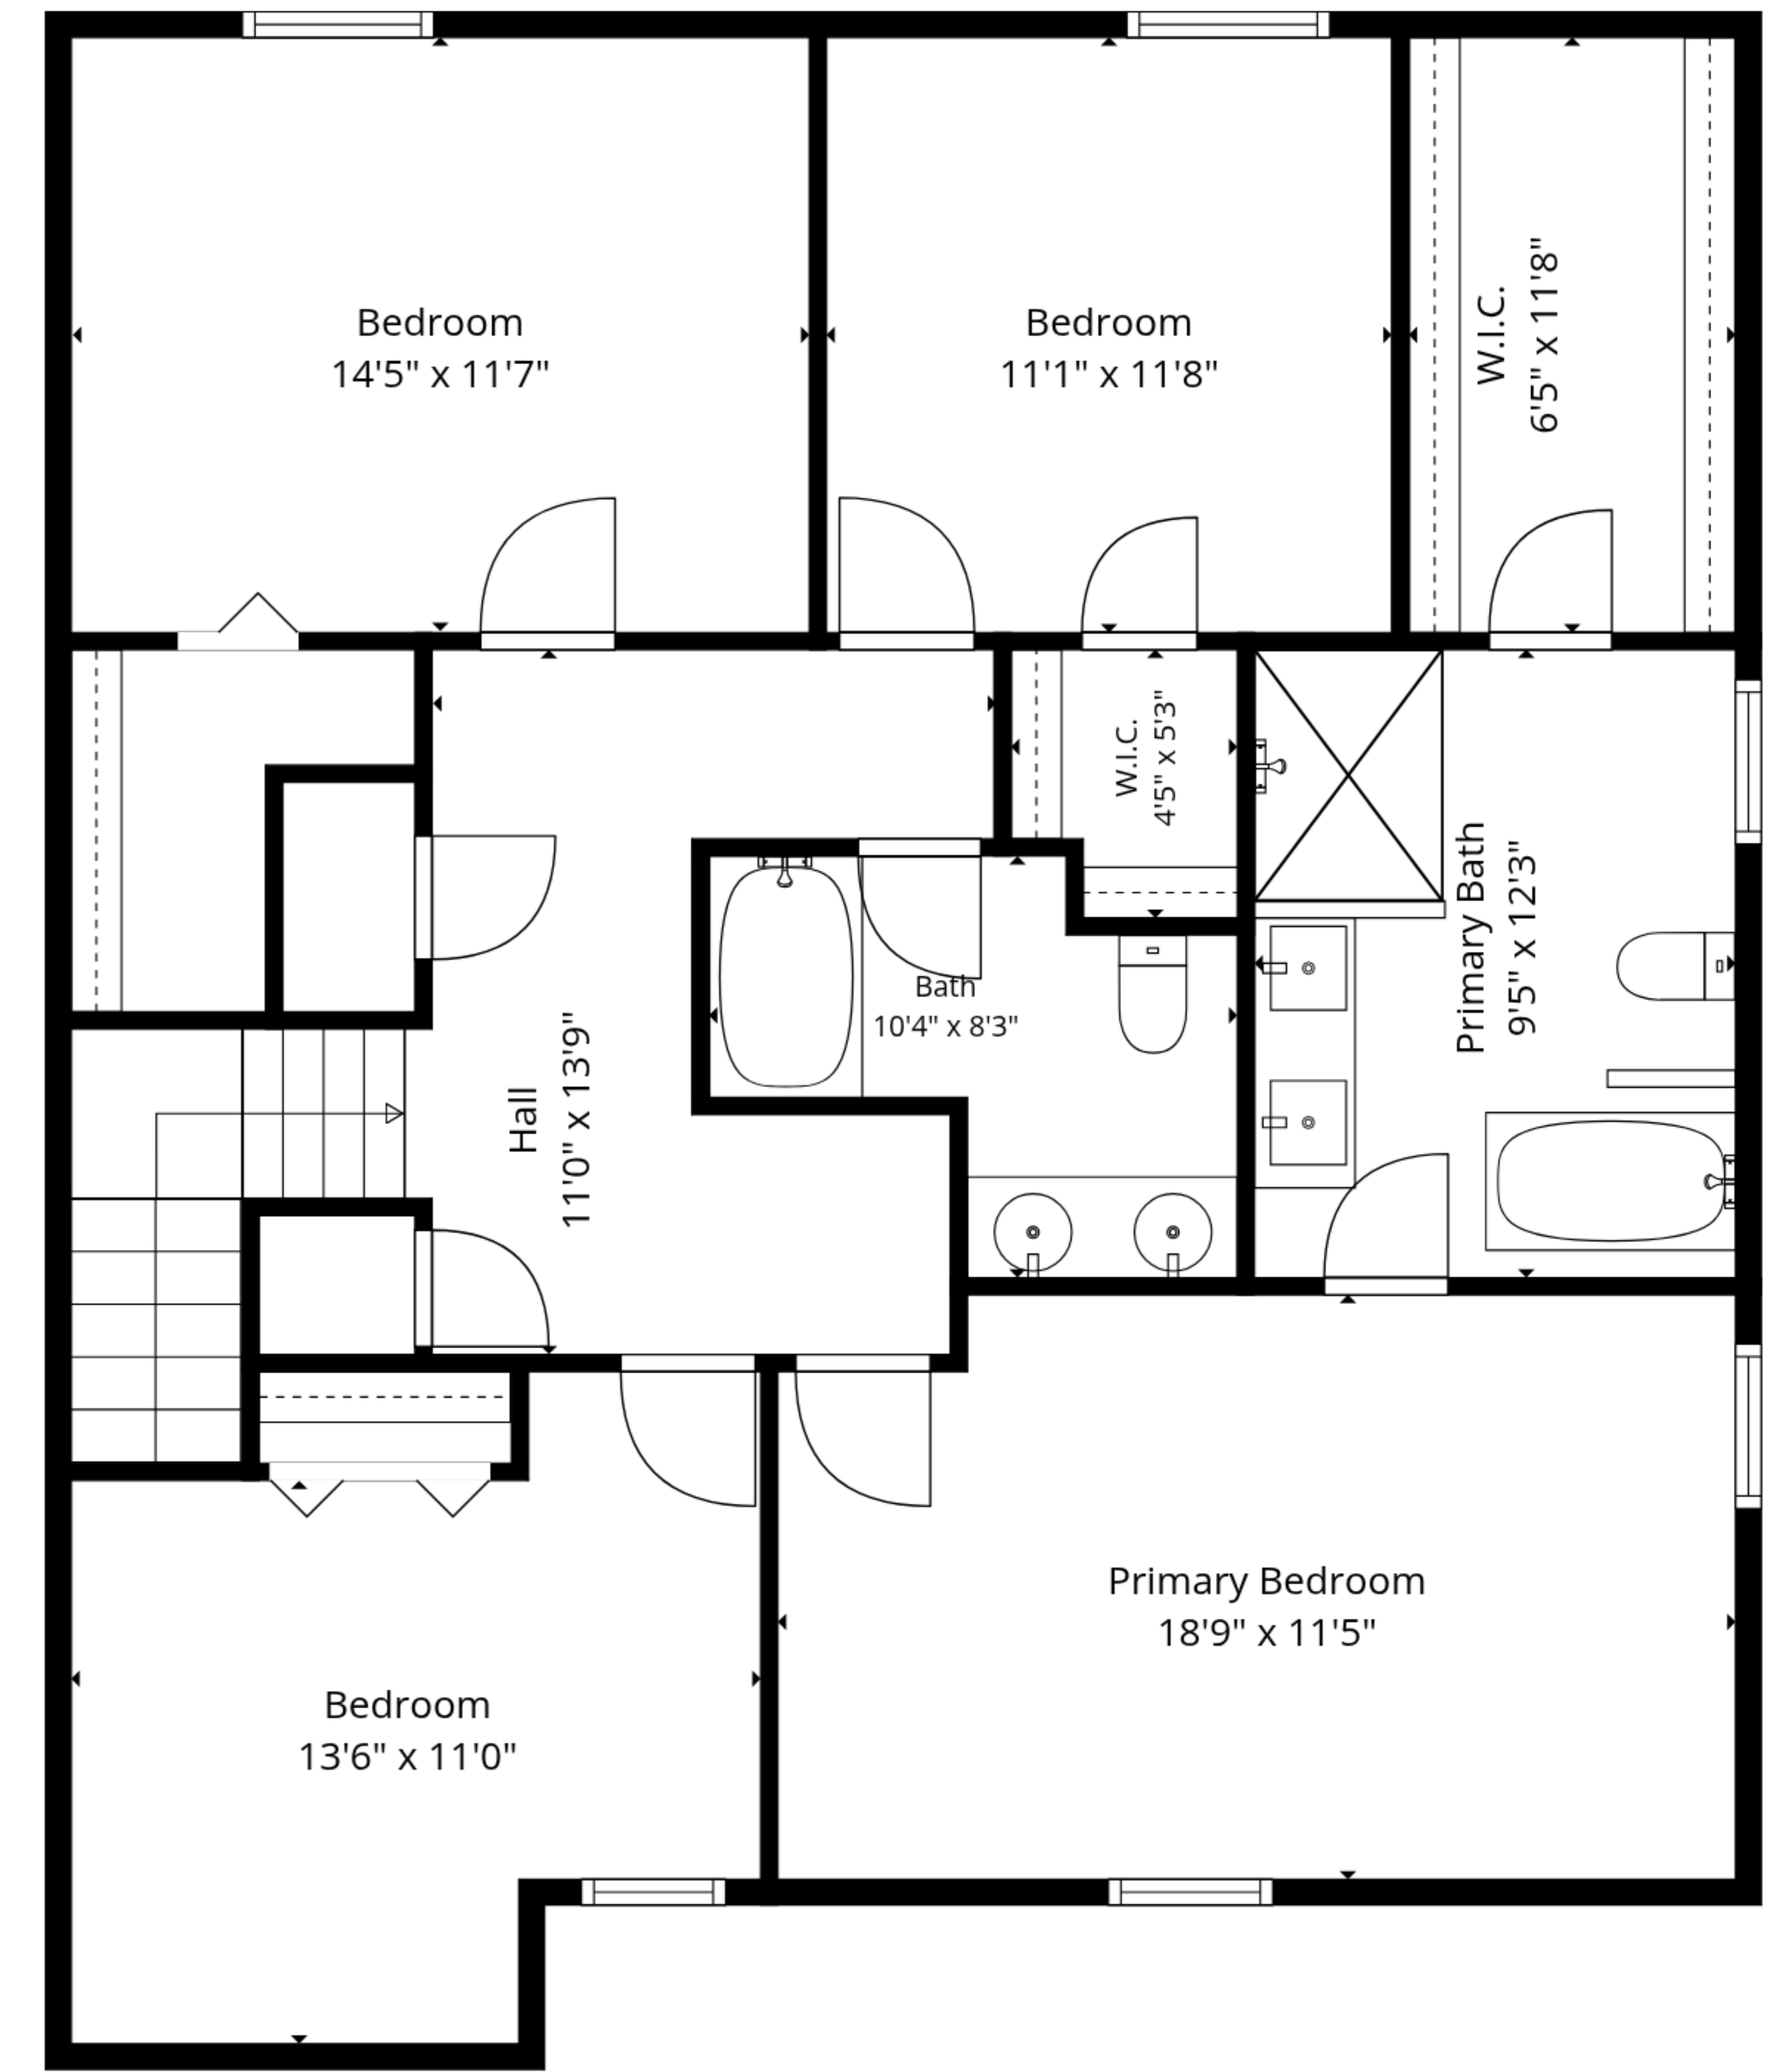 Bedroom
14'5" x 11'7"
Bedroom
11'1" x 11'8"
W.I.C.
6'5" x 11'8"
W.I.C.
4'5" x 5'3"
Primary Bath
9'5" x 12'3"
Bath
10'4" x 8'3"
Hall
11'0" x 13'9"
Primary Bedroom
18'9" x 11'5"
Bedroom
13'6" x 11'0"